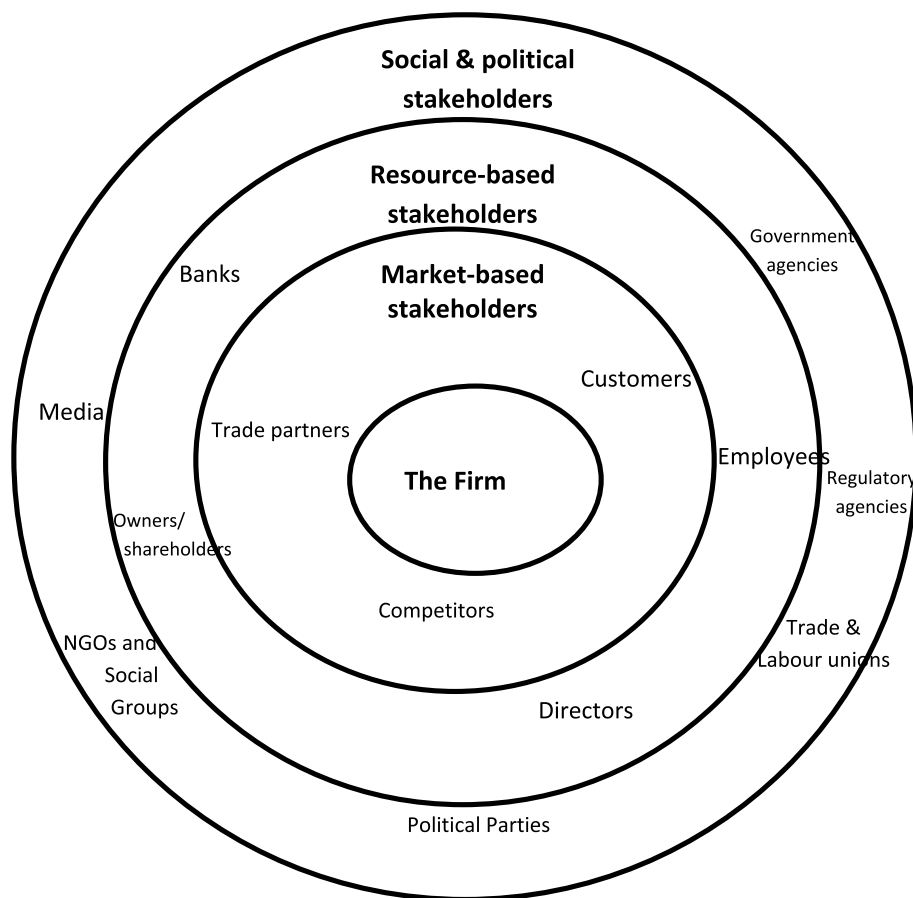 Social & political
stakeholders
Resource-based
stakeholders
Government
agencies
Banks
Market-based
stakeholders
Customers
Media
Trade partners
Employees
The Firm
Regulatory
agencies
Owners/
shareholders
Competitors
Trade &
Labour unions
NGOs and
Social
Groups
Directors
Political Parties